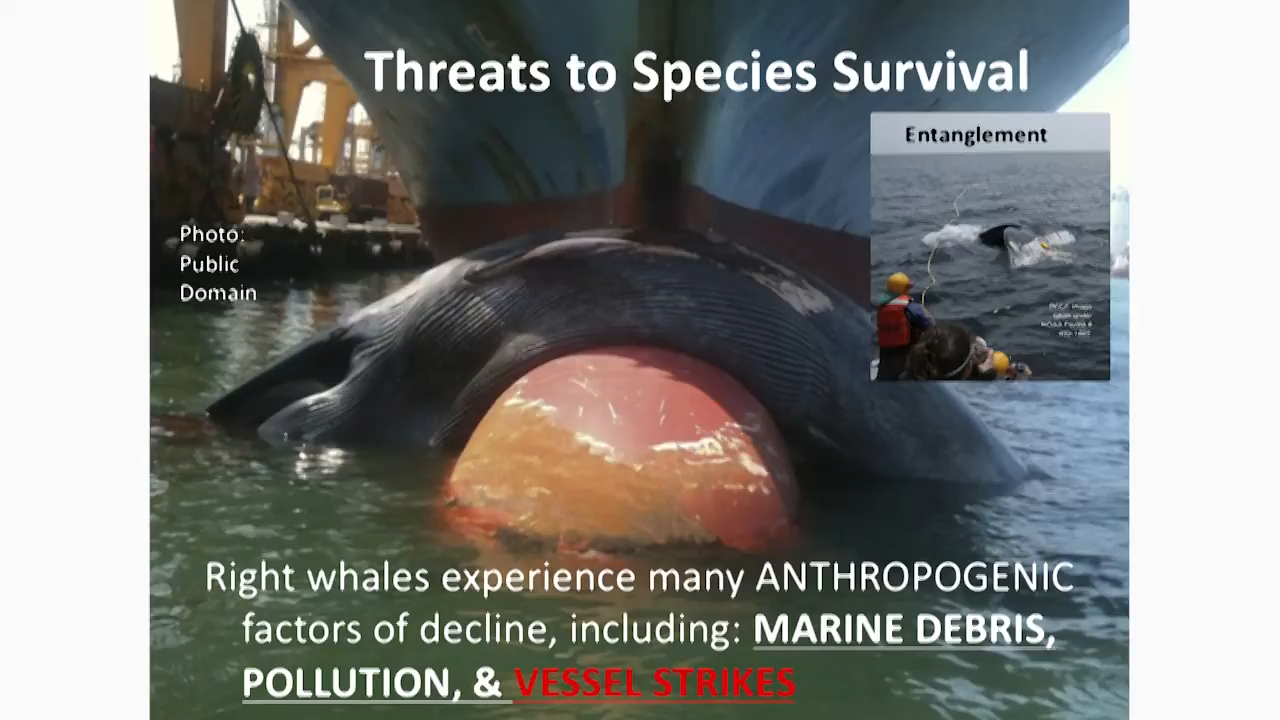 Threats to Species Survival
Entanglement
Photo:
Public
Domain
Right whales experience many ANTHROPOGENIC
factors of decline, including: MARINE DEBRIS,
POLLUTION, & VESSEL STRIKES